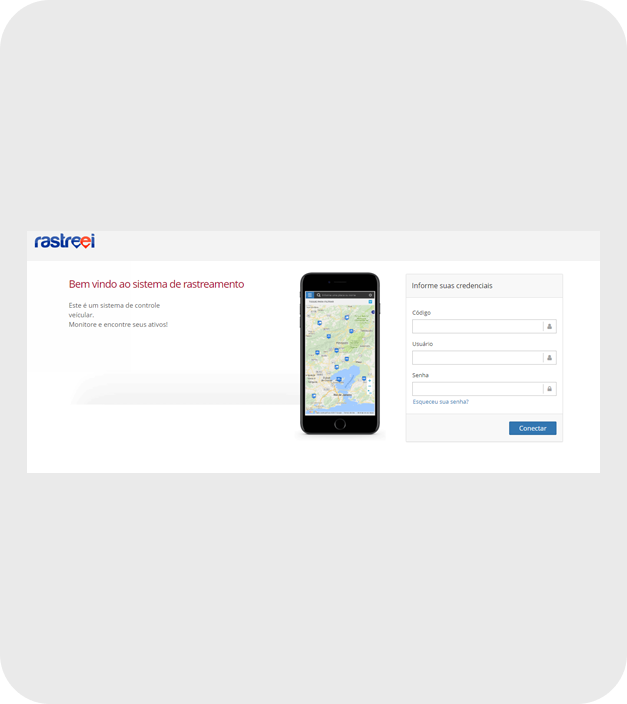 rastreei
Bem vindo ao sistema de rastreamento
Este é um sistema de controle
veícular.
Monitore e encontre seus ativos!
Informe suas credenciais
Código
Usuário
Senha
Esqueceu sua senha?
Conectar